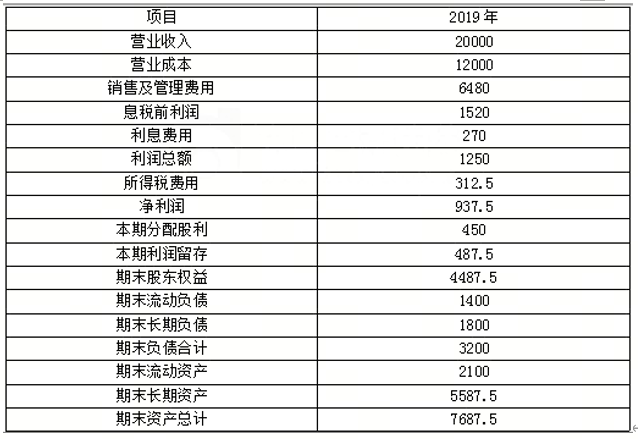 项目 2019年
营业收入 20000
营业成本 12000
销售及管理费用 6480
息税前利润 1520
利息费用 270
利润总额 1250
所得税费用 312.5
净利润 937.5
本期分配股利 450
本期利润留存 487.5
期末股东权益 4487.5
期末流动负债 1400
期末长期负债 1800
期末负债合计 3200
期末流动资产 2100
期末长期资产 5587.5
期末资产总计 7687.5